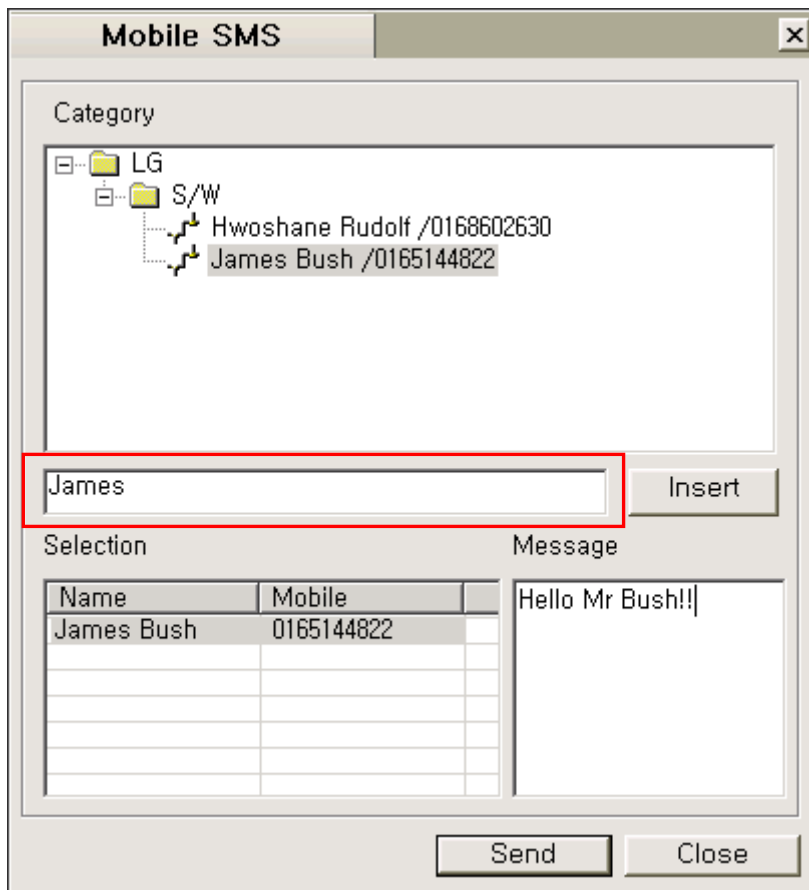 Mobile SMS
Category
LG
S/W
Hwoshane Rudolf /0168602630
James Bush /0165144822
James
Insert
Selection
Message
Name Mobile
James Bush 0165144822
Hello Mr Bush!!
Send Close